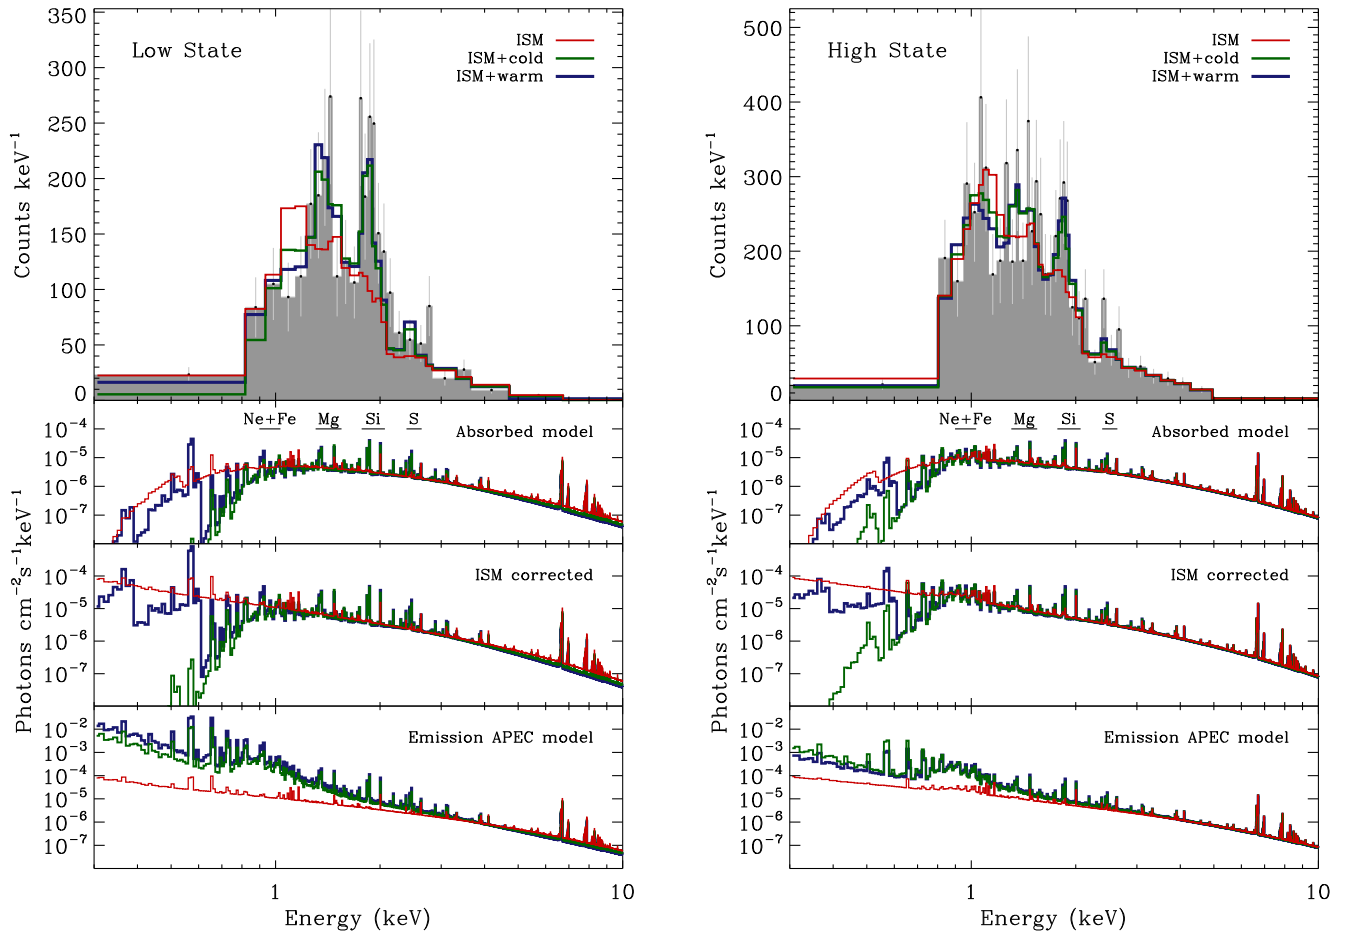 Low State
ISM
ISM+cold
ISM+warm
350
300
250
200
150
100
50
0
Counts keV⁻¹
Ne+Fe
Mg
Si
S
Absorbed model
10⁻⁴
10⁻⁵
10⁻⁶
10⁻⁷
ISM corrected
10⁻⁴
10⁻⁵
10⁻⁶
10⁻⁷
Emission APEC model
10⁻²
10⁻³
10⁻⁴
10⁻⁵
10⁻⁶
10⁻⁷
Photons cm⁻²s⁻¹keV⁻¹
1
10
Energy (keV)
High State
ISM
ISM+cold
ISM+warm
500
400
300
200
100
0
Counts keV⁻¹
Ne+Fe
Mg
Si
S
Absorbed model
10⁻⁴
10⁻⁵
10⁻⁶
10⁻⁷
ISM corrected
10⁻⁴
10⁻⁵
10⁻⁶
10⁻⁷
Emission APEC model
10⁻²
10⁻³
10⁻⁴
10⁻⁵
10⁻⁶
10⁻⁷
Photons cm⁻²s⁻¹keV⁻¹
1
10
Energy (keV)